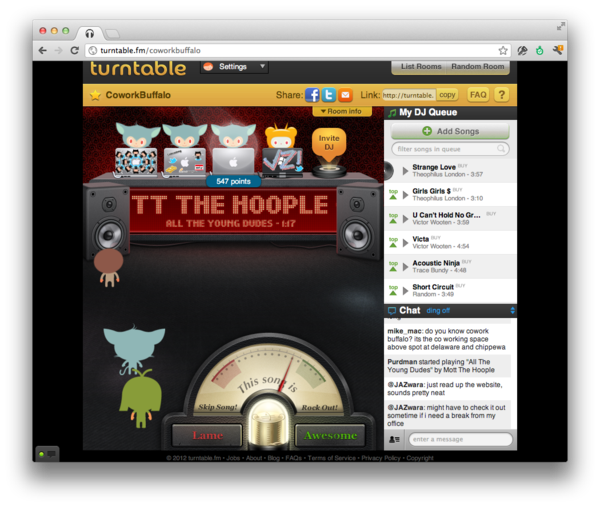 turntable.fm/coworkbuffalo
turntable
Settings
List Rooms
Random Room
CoworkBuffalo
Share:
Link:
http://turntable.
copy
FAQ
?
Room info
Invite
DJ
547 points
TT THE HOOPLE
ALL THE YOUNG DUDES - 1:17
My DJ Queue
Add Songs
filter songs in queue
Strange Love BUY
Theophilus London - 3:57
top
Girls Girls $ BUY
Theophilus London - 3:10
top
U Can't Hold No Gr... BUY
Victor Wooten - 3:59
top
Victa BUY
Victor Wooten - 4:54
top
Acoustic Ninja BUY
Trace Bundy - 4:48
top
Short Circuit BUY
Random - 3:49
Chat
ding off
mike_mac: do you know cowork
buffalo? its the co working space
above spot at delaware and chippewa
Purdman started playing "All The
Young Dudes" by Mott The Hoople
@JAZwara: just read up the website,
sounds pretty neat
@JAZwara: might have to check it out
sometime if i need a break from my
office
enter a message
This song is
Skip Song!
Rock Out!
Lame
Awesome
© 2012 turntable.fm • Jobs • About • Blog • FAQs • Terms of Service • Privacy Policy • Copyright